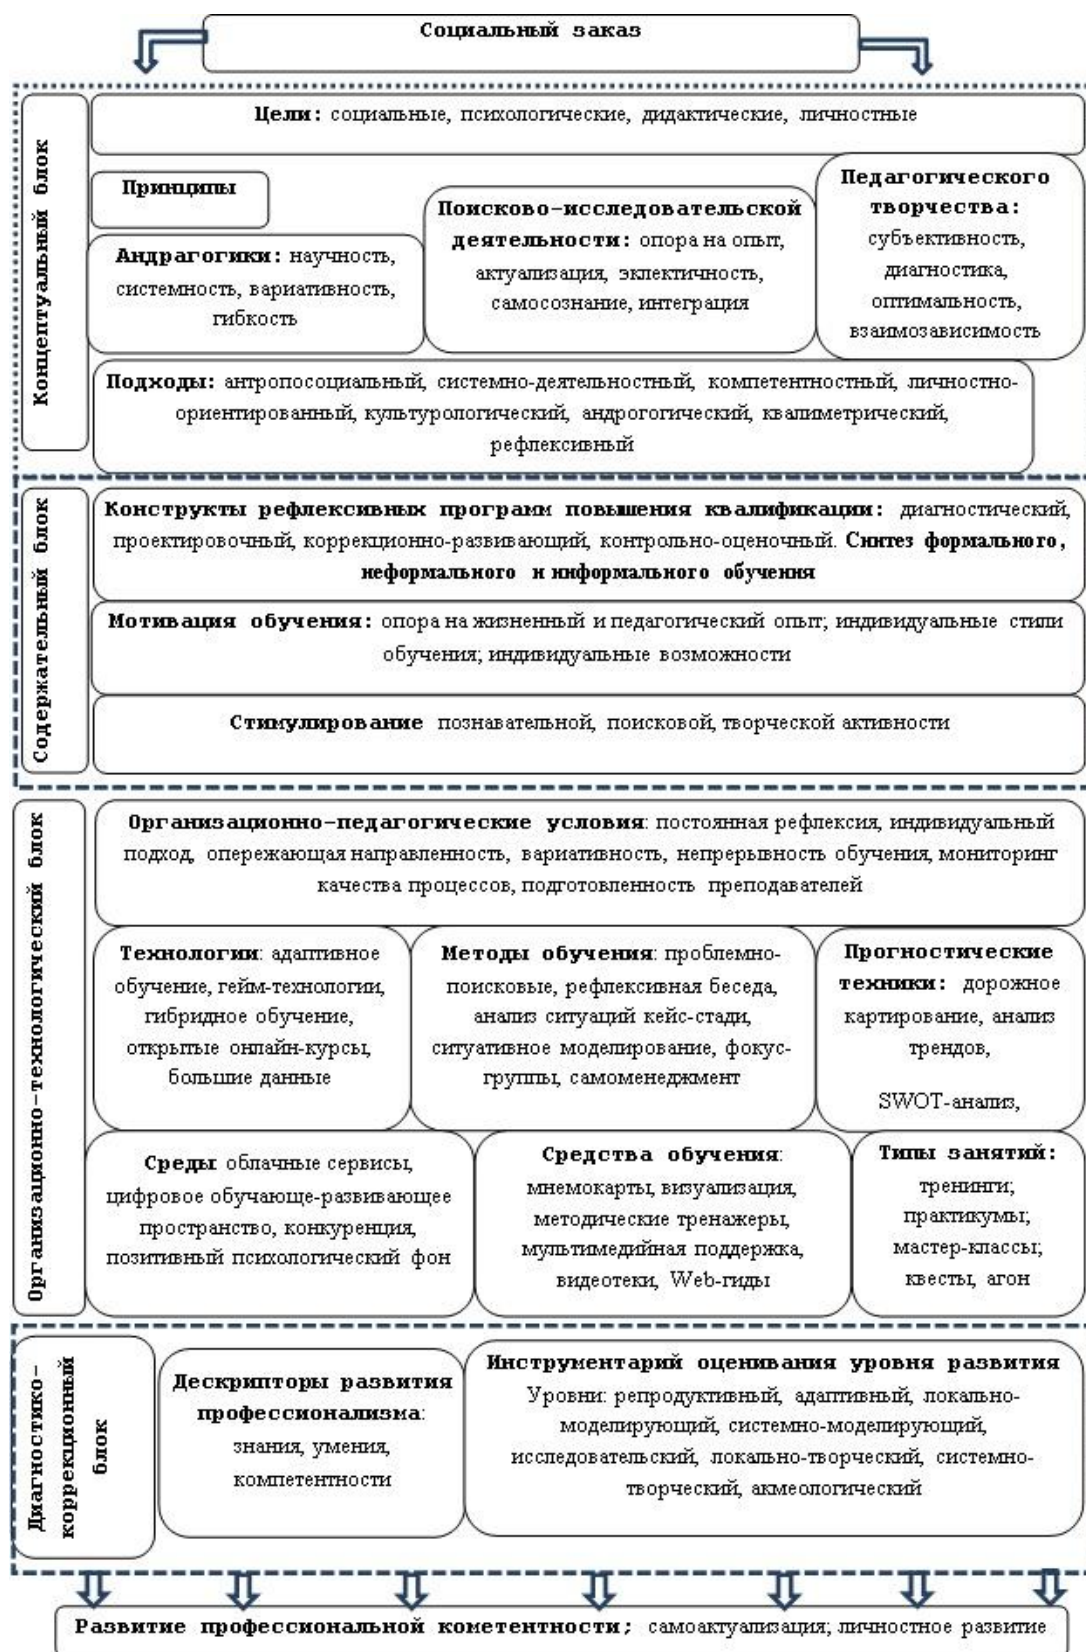 Социальный заказ
Концептуальный блок
Цели: социальные, психологические, дидактические, личностные
Принципы
Андрагогики: научность,
системность, вариативность,
гибкость
Поисково-исследовательской
деятельности: опора на опыт,
актуализация, эклектичность,
самосознание, интеграция
Педагогического
творчества:
субъективность,
диагностика,
оптимальность,
взаимозависимость
Подходы: антропосоциальный, системно-деятельностный, компетентностный, личностно-
ориентированный, культурологический, андрогогический, квалиметрический,
рефлексивный
Содержательный блок
Конструкты рефлексивных программ повышения квалификации: диагностический,
проектировочный, коррекционно-развивающий, контрольно-оценочный. Синтез формального,
неформального и информального обучения
Мотивация обучения: опора на жизненный и педагогический опыт; индивидуальные стили
обучения; индивидуальные возможности
Стимулирование познавательной, поисковой, творческой активности
Организационно-технологический блок
Организационно-педагогические условия: постоянная рефлексия, индивидуальный
подход, опережающая направленность, вариативность, непрерывность обучения, мониторинг
качества процессов, подготовленность преподавателей
Технологии: адаптивное
обучение, гейм-технологии,
гибридное обучение,
открытые онлайн-курсы,
большие данные
Методы обучения: проблемно-
поисковые, рефлексивная беседа,
анализ ситуаций кейс-стади,
ситуативное моделирование, фокус-
группы, самоменеджмент
Прогностические
техники: дорожное
картирование, анализ
трендов,
SWOT-анализ,
Среды облачные сервисы,
цифровое обучающе-развивающее
пространство, конкуренция,
позитивный психологический фон
Средства обучения:
мнемокарты, визуализация,
методические тренажеры,
мультимедийная поддержка,
видеотеки, Web-гиды
Типы занятий:
тренинги;
практикумы;
мастер-классы;
квесты, агон
Диагностико-
коррекционный
блок
Дескрипторы развития
профессионализма:
знания, умения,
компетентности
Инструментарий оценивания уровня развития
Уровни: репродуктивный, адаптивный, локально-
моделирующий, системно-моделирующий,
исследовательский, локально-творческий, системно-
творческий, акмеологический
Развитие профессиональной кометентности; самоактуализация; личностное развитие